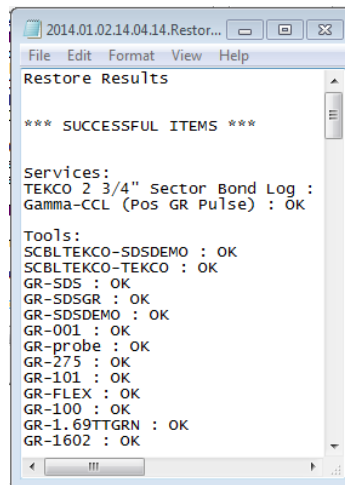 2014.01.02.14.04.14.Restor...
File Edit Format View Help
Restore Results
*** SUCCESSFUL ITEMS ***
Services:
TEKCO 2 3/4" Sector Bond Log :
Gamma-CCL (Pos GR Pulse) : OK
Tools:
SCBLTEKCO-SDSDEMO : OK
SCBLTEKCO-TEKCO : OK
GR-SDS : OK
GR-SDSGR : OK
GR-SDSDEMO : OK
GR-001 : OK
GR-probe : OK
GR-275 : OK
GR-101 : OK
GR-FLEX : OK
GR-100 : OK
GR-1.69TTGRN : OK
GR-1602 : OK